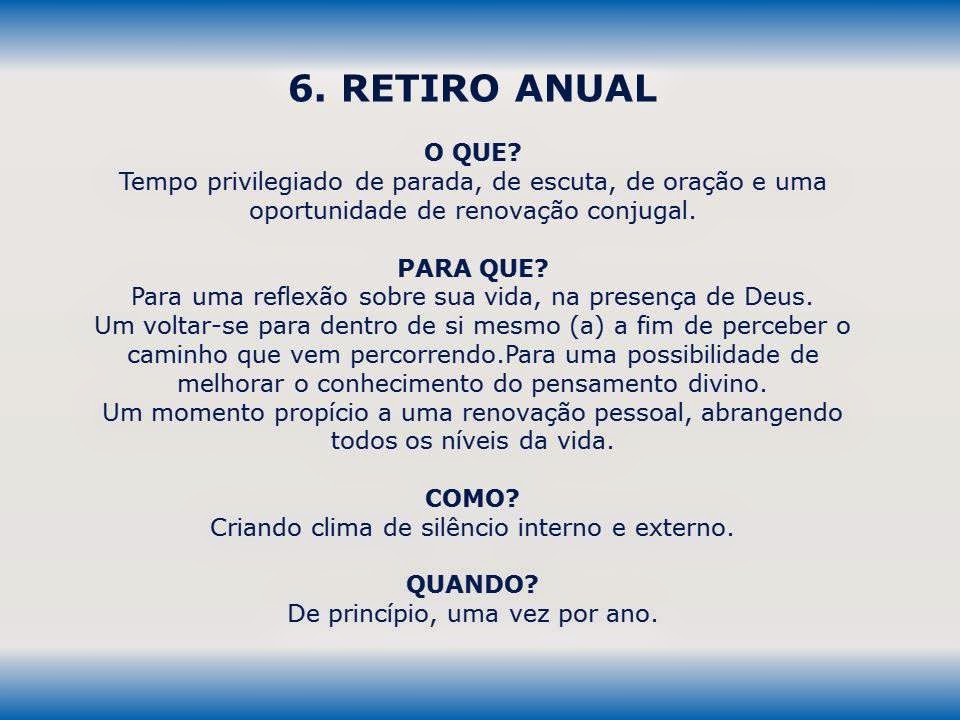 6. RETIRO ANUAL
O QUE?
Tempo privilegiado de parada, de escuta, de oração e uma
oportunidade de renovação conjugal.
PARA QUE?
Para uma reflexão sobre sua vida, na presença de Deus.
Um voltar-se para dentro de si mesmo (a) a fim de perceber o
caminho que vem percorrendo.Para uma possibilidade de
melhorar o conhecimento do pensamento divino.
Um momento propício a uma renovação pessoal, abrangendo
todos os níveis da vida.
COMO?
Criando clima de silêncio interno e externo.
QUANDO?
De princípio, uma vez por ano.